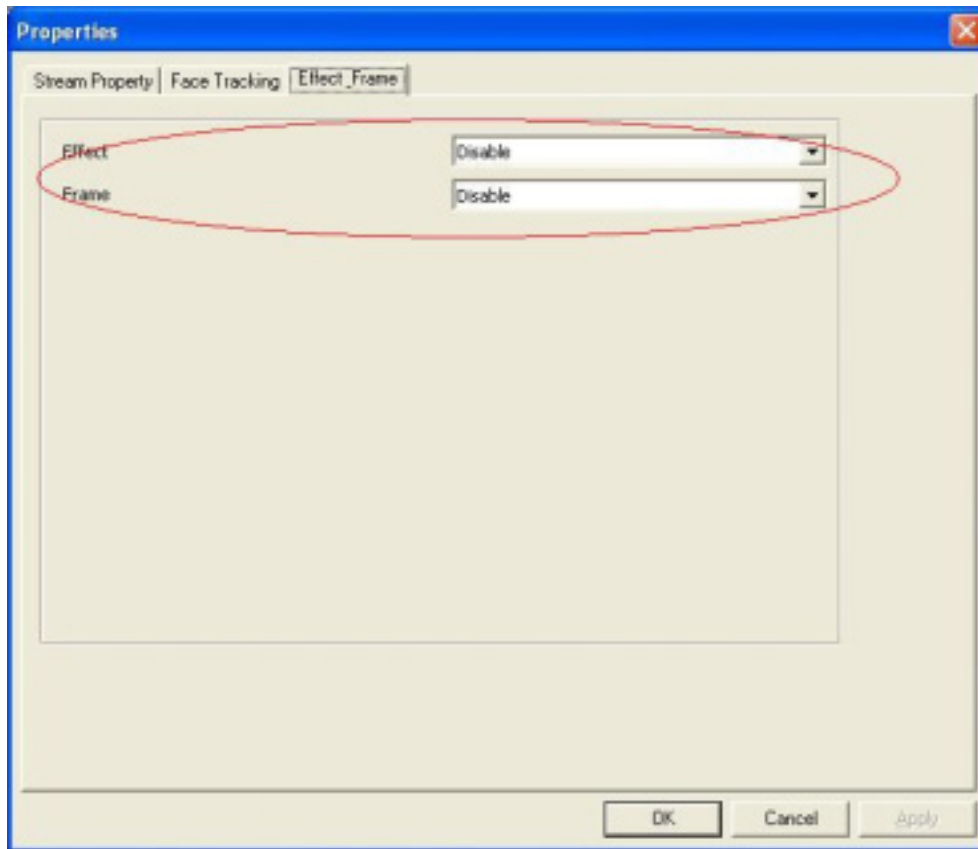 Properties
Stream Property Face Tracking Effect_Frame
Effect Disable
Frame Disable
OK Cancel Apply